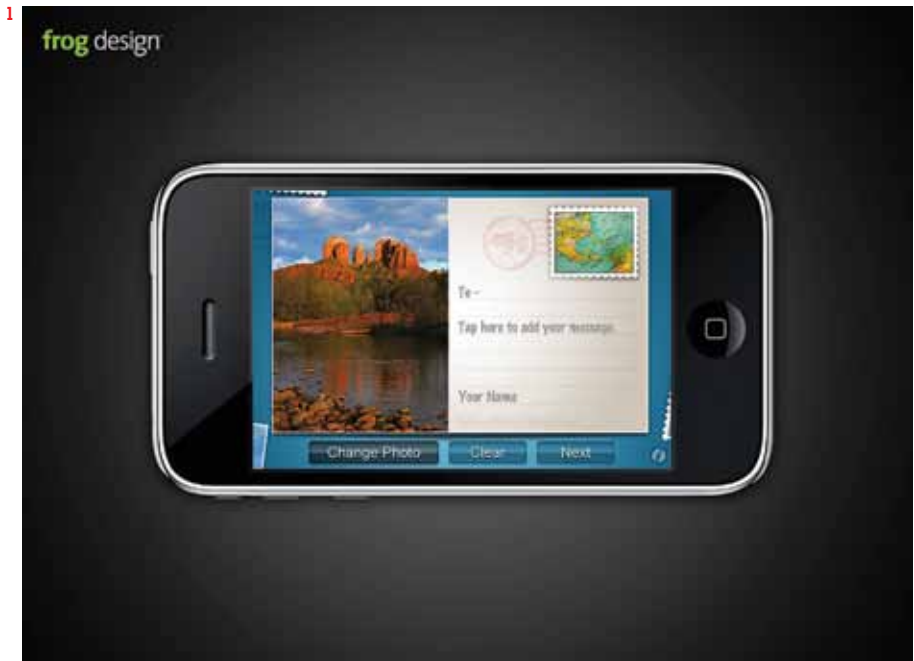 1
frog design
To -
Tap here to add your message.
Your Name
Change Photo
Clear
Next